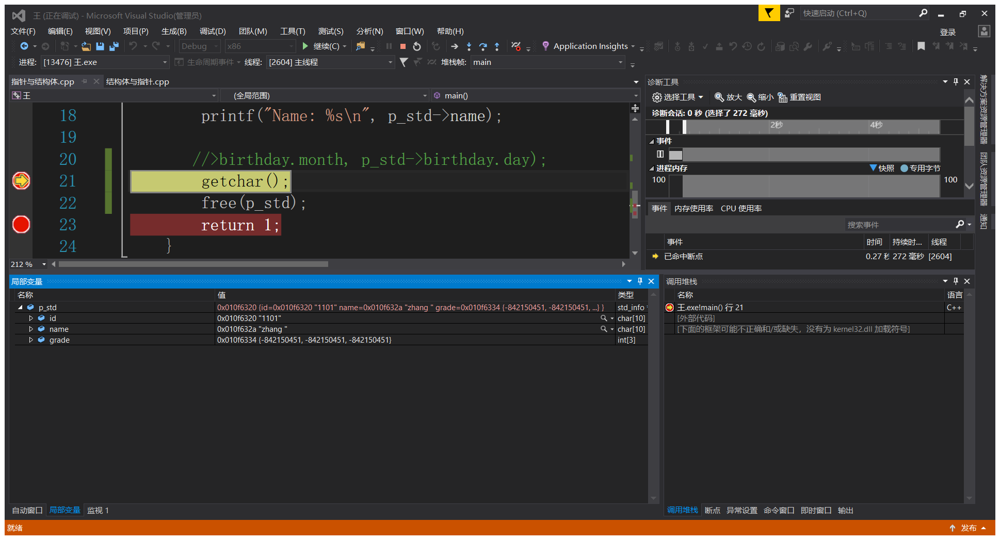 王 (正在调试) - Microsoft Visual Studio(管理员)
快速启动 (Ctrl+Q)
文件(F) 编辑(E) 视图(V) 项目(P) 生成(B) 调试(D) 团队(M) 工具(T) 测试(S) 分析(N) 窗口(W) 帮助(H)
登录
Debug x86 继续(C) Application Insights
进程: [13476] 王.exe 生命周期事件 线程: [2604] 主线程 堆栈帧: main
指针与结构体.cpp 结构体与指针.cpp
王 (全局范围) main()
18 printf("Name: %s\n", p_std->name);
19
20 //>birthday.month, p_std->birthday.day);
21 getchar();
22 free(p_std);
23 return 1;
24 }
212 %
诊断工具
选择工具 放大 缩小 重置视图
诊断会话: 0 秒 (选择了 272 毫秒)
2秒 4秒
事件
进程内存 快照 专用字节
100 100
事件 内存使用率 CPU 使用率
搜索事件
事件 时间 持续时... 线程
已命中断点 0.27 秒 272 毫秒 [2604]
解决方案资源管理器
团队资源管理器
通知
局部变量
名称 值 类型
p_std 0x010f6320 {id=0x010f6320 "1101" name=0x010f632a "zhang " grade=0x010f6334 {-842150451, -842150451, ...} } std_info *
id 0x010f6320 "1101" char[10]
name 0x010f632a "zhang " char[10]
grade 0x010f6334 {-842150451, -842150451, -842150451} int[3]
自动窗口 局部变量 监视 1
调用堆栈
名称 语言
王.exe!main() 行 21 C++
[外部代码]
[下面的框架可能不正确和/或缺失，没有为 kernel32.dll 加载符号]
调用堆栈 断点 异常设置 命令窗口 即时窗口 输出
就绪
发布